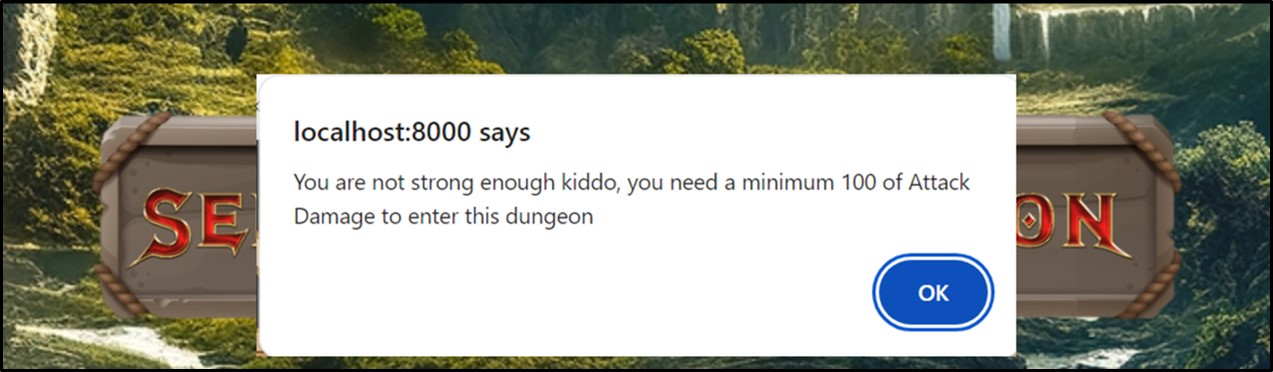 localhost:8000 says
You are not strong enough kiddo, you need a minimum 100 of Attack
Damage to enter this dungeon
OK